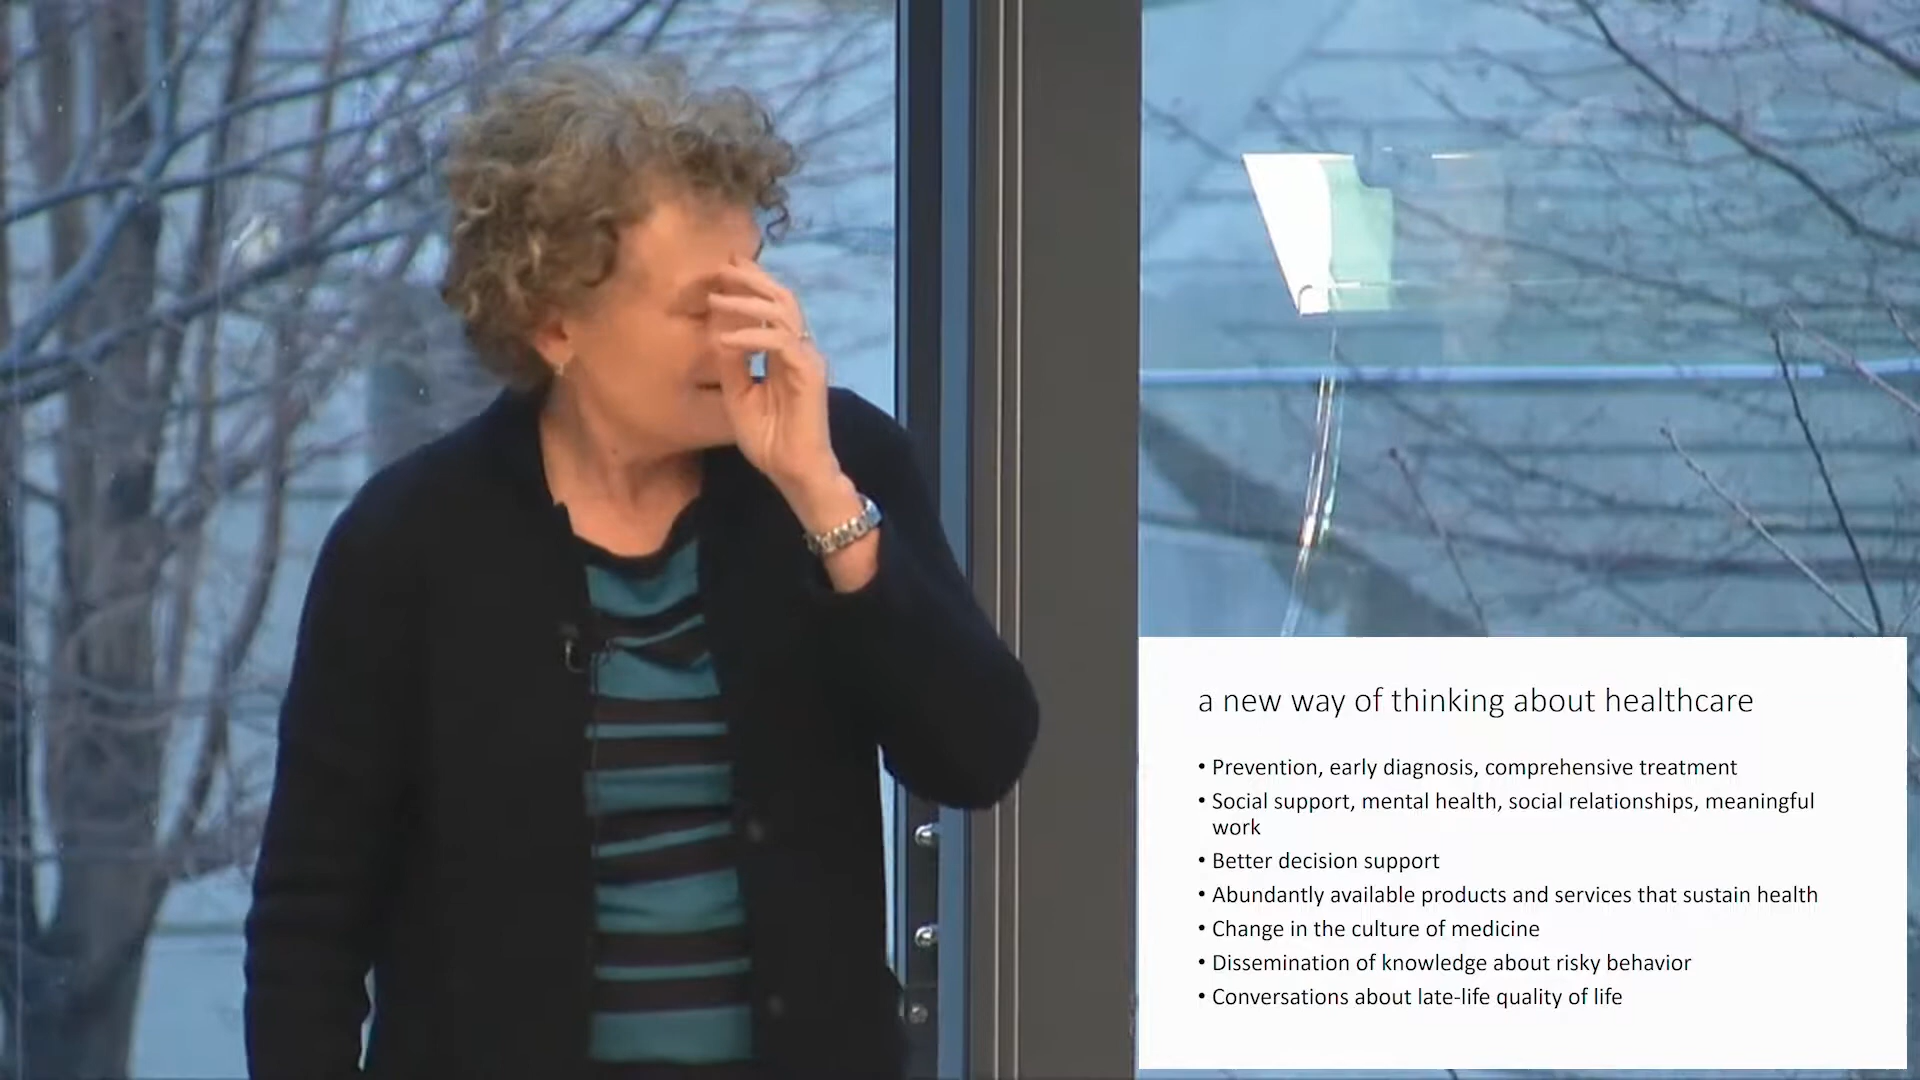 a new way of thinking about healthcare
• Prevention, early diagnosis, comprehensive treatment
• Social support, mental health, social relationships, meaningful
work
• Better decision support
• Abundantly available products and services that sustain health
• Change in the culture of medicine
• Dissemination of knowledge about risky behavior
• Conversations about late-life quality of life